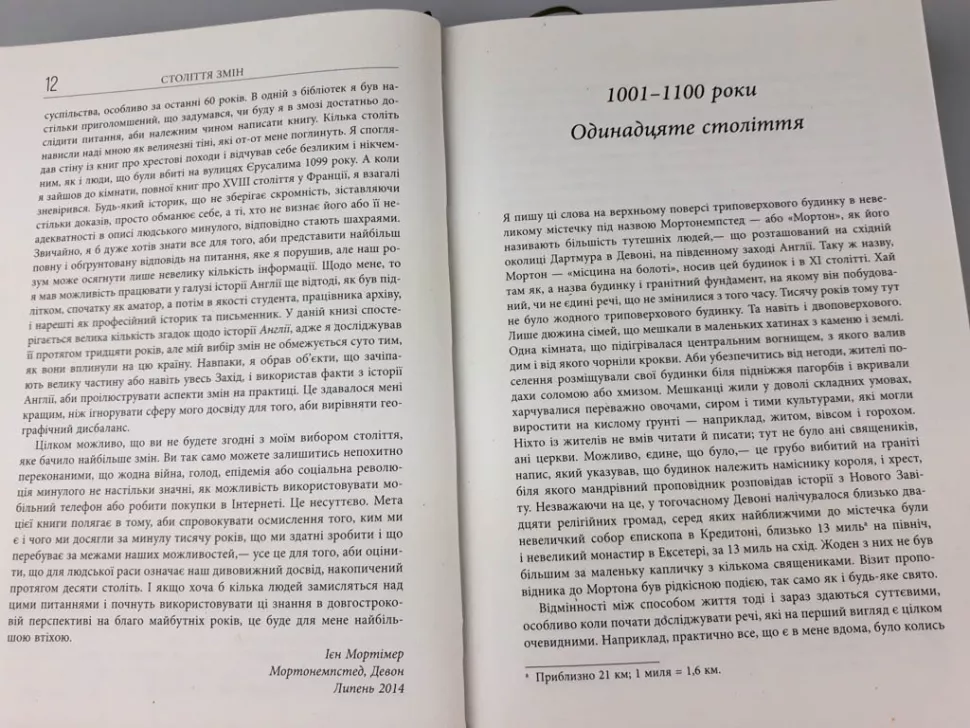 12
СТОЛІТТЯ ЗМІН
суспільства, особливо за останні 60 років. В одній з бібліотек я був на-
стільки приголомшений, що задумався, чи буду я в змозі достатньо до-
слідити питання, аби належним чином написати книгу. Кілька століть
нависли наді мною як величезні тіні, які от-от мене поглинуть. Я спогля-
дав стіну із книг про хрестові походи і відчував себе безликим і нікчем-
ним, як і люди, що були вбиті на вулицях Єрусалима 1099 року. А коли
я зайшов до кімнати, повної книг про XVIII століття у Франції, я взагалі
зневірився. Будь-який історик, що не зберігає скромність, зіставляючи
стільки доказів, просто обманює себе, а ті, хто не визнає його або її не-
адекватності в описі людського минулого, відповідно стають шахраями.
Звичайно, я б дуже хотів знати все для того, аби представити найбільш
повну і обґрунтовану відповідь на питання, яке я порушив, але наш ро-
зум може осягнути лише невелику кількість інформації. Щодо мене, то
я мав можливість працювати у галузі історії Англії ще відтоді, як був під-
літком, спочатку як аматор, а потім в якості студента, працівника архіву,
і нарешті як професійний історик та письменник. У даній книзі спосте-
рігається велика кількість згадок щодо історії Англії, адже я досліджував
її протягом тридцяти років, але мій вибір змін не обмежується суто тим,
як вони вплинули на цю країну. Навпаки, я обрав об'єкти, що зачіпа-
ють велику частину або навіть увесь Захід, і використав факти з історії
Англії, аби проілюструвати аспекти змін на практиці. Це здавалося мені
кращим, ніж ігнорувати сферу мого досвіду для того, аби вирівняти гео-
графічний дисбаланс.
Цілком можливо, що ви не будете згодні з моїм вибором століття,
яке бачило найбільше змін. Ви так само можете залишитись непохитно
переконаними, що жодна війна, голод, епідемія або соціальна револю-
ція минулого не настільки значні, як можливість використовувати мо-
більний телефон або робити покупки в Інтернеті. Це несуттєво. Мета
цієї книги полягає в тому, аби спровокувати осмислення того, ким ми
є і чого ми досягли за минулу тисячу років, що ми здатні зробити і що
перебуває за межами наших можливостей,— усе це для того, аби оціни-
ти, що для людської раси означає наш дивовижний досвід, накопичений
протягом десяти століть. І якщо хоча б кілька людей замисляться над
цими питаннями і почнуть використовувати ці знання в довгостроко-
вій перспективі на благо майбутніх років, це буде для мене найбіль-
шою втіхою.
Ієн Мортімер
Мортонемпстед, Девон
Липень 2014
1001–1100 роки
Одинадцяте століття
Я пишу ці слова на верхньому поверсі триповерхового будинку в неве-
ликому містечку під назвою Мортонемпстед — або «Мортон», як його
називають більшість тутешніх людей,— що розташований на східній
околиці Дартмура в Девоні, на південному заході Англії. Таку ж назву,
Мортон — «місцина на болоті», носив цей будинок і в XI столітті. Хай
там як, а назва будинку і гранітний фундамент, на якому він побудова-
ний, чи не єдині речі, що не змінилися з того часу. Тисячу років тому тут
не було жодного триповерхового будинку. Та навіть і двоповерхового.
Лише дюжина сімей, що мешкали в маленьких хатинах з каменю і землі.
Одна кімната, що підігрівалася центральним вогнищем, з якого валив
дим і від якого чорніли крокви. Аби убезпечитись від негоди, жителі по-
селення розміщували свої будинки біля підніжжя пагорбів і вкривали
дахи соломою або хмизом. Мешканці жили у доволі складних умовах,
харчувалися переважно овочами, сиром і тими культурами, які могли
виростити на кислому ґрунті — наприклад, житом, вівсом і горохом.
Ніхто із жителів не вмів читати й писати; тут не було ані священиків,
ані церкви. Можливо, єдине, що було,— це грубо вибитий на граніті
напис, який указував, що будинок належить наміснику короля, і хрест,
біля якого мандрівний проповідник розповідав історії з Нового Заві-
ту. Незважаючи на це, у тогочасному Девоні налічувалося близько два-
дцяти релігійних громад, серед яких найближчими до містечка були
невеличкий собор єпископа в Кредитоні, близько 13 миль* на північ,
і невеликий монастир в Ексетері, за 13 миль на схід. Жоден з них не був
більшим за маленьку капличку з кількома священиками. Візит пропо-
відника до Мортона був рідкісною подією, так само як і будь-яке свято.
Відмінності між способом життя тоді і зараз здаються суттєвими,
особливо коли почати досліджувати речі, які на перший вигляд є цілком
очевидними. Наприклад, практично все, що є в мене вдома, було колись
* Приблизно 21 км; 1 миля = 1,6 км.